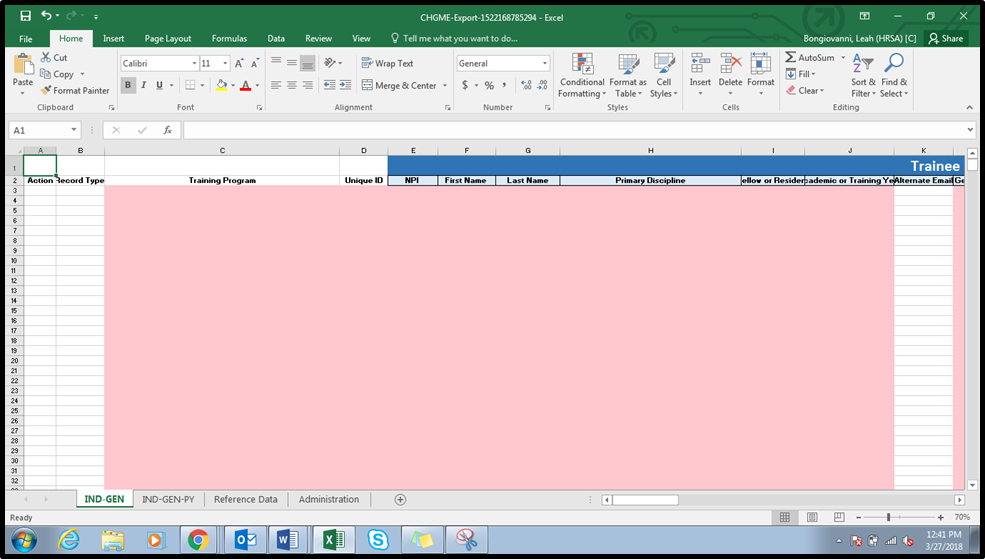 CHGME-Export-1522168785294 - Excel
File Home Insert Page Layout Formulas Data Review View Tell me what you want to do... Bongiovanni, Leah (HRSA) [C] Share
Cut
Copy
Format Painter
Paste
Clipboard
Calibri 11
B I U
Font
Wrap Text
Merge & Center
Alignment
General
$ % ,
Number
Conditional Formatting
Format as Table
Cell Styles
Styles
Insert Delete Format
Cells
AutoSum
Fill
Clear
Sort & Filter
Find & Select
Editing
A1 fx
A B C D E F G H I J K
1 Trainee
2 Action Record Type Training Program Unique ID NPI First Name Last Name Primary Discipline ellow or Residen cademic or Training Ye Alternate Email Ge
3
4
5
6
7
8
9
10
11
12
13
14
15
16
17
18
19
20
21
22
23
24
25
26
27
28
29
30
31
32
IND-GEN IND-GEN-PY Reference Data Administration
Ready 70%
12:41 PM
3/27/2018